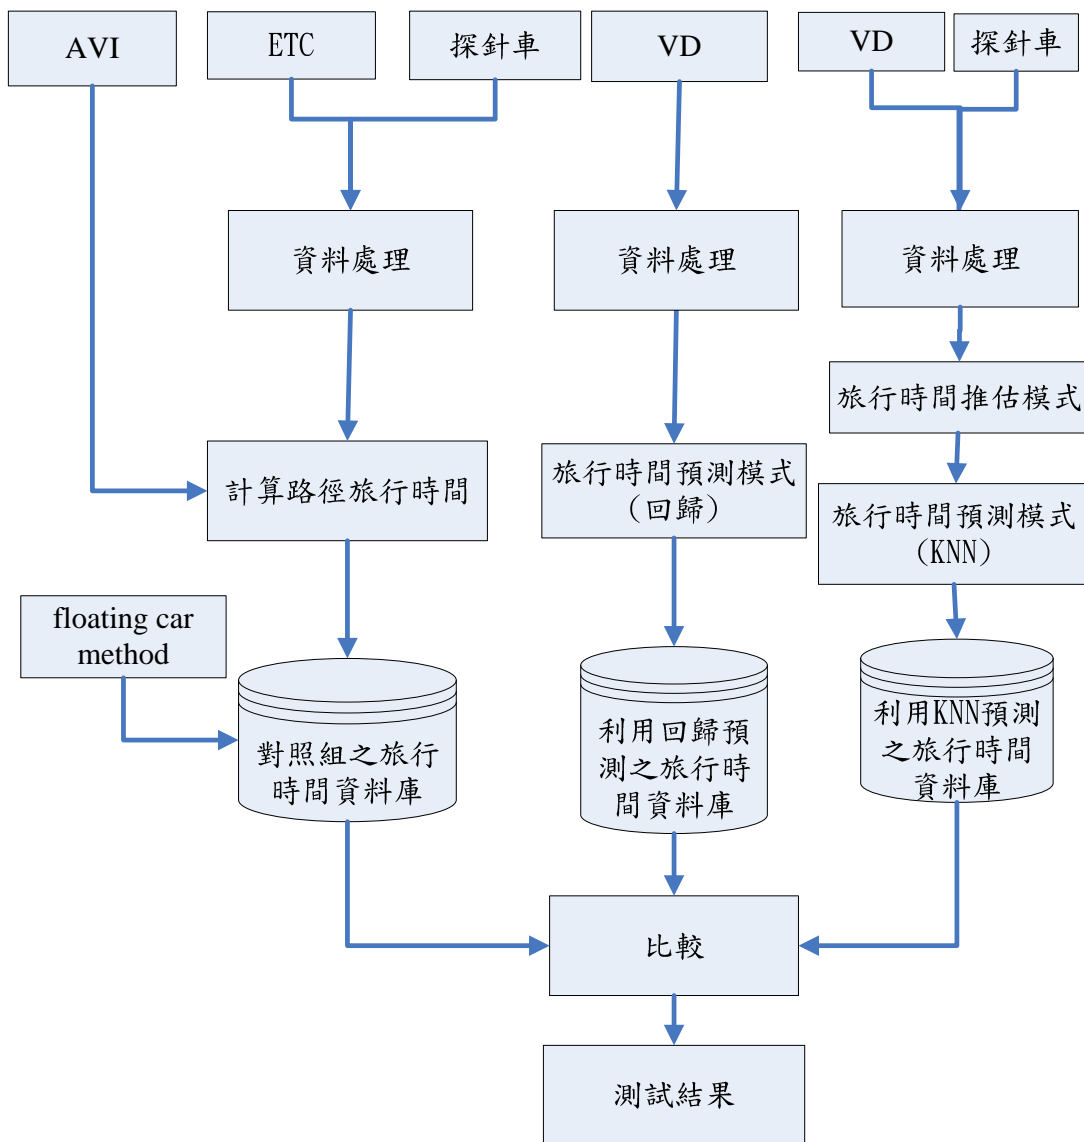 AVI
ETC
探針車
VD
VD
探針車
資料處理
資料處理
資料處理
旅行時間推估模式
計算路徑旅行時間
旅行時間預測模式
(回歸)
旅行時間預測模式
(KNN)
floating car
method
對照組之旅行
時間資料庫
利用回歸預
測之旅行時
間資料庫
利用KNN預測
之旅行時間
資料庫
比較
測試結果